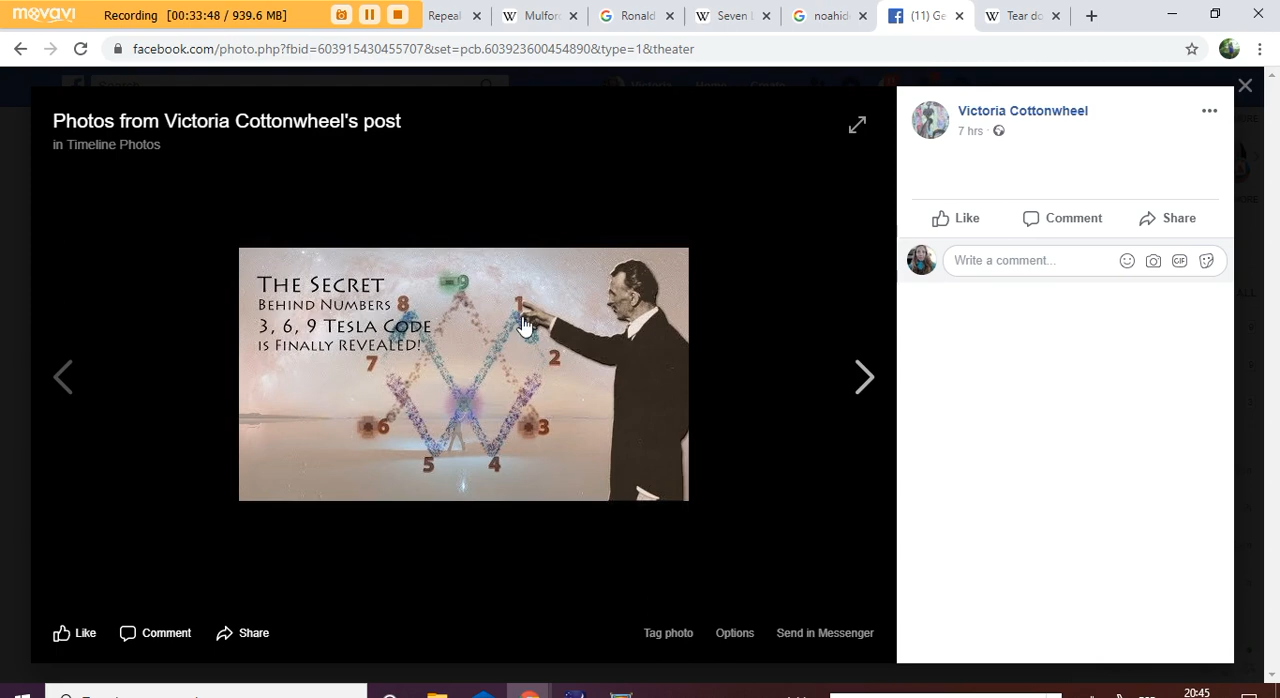 movavi Recording [00:33:48 / 939.6 MB]
Repeal
Mulford
Ronald
Seven L
noahide
(11) Ge
Tear do
facebook.com/photo.php?fbid=603915430455707&set=pcb.603923600454890&type=1&theater
Photos from Victoria Cottonwheel's post
in Timeline Photos
Victoria Cottonwheel
7 hrs
Like Comment Share
Write a comment...
GIF
The Secret
Behind Numbers
3, 6, 9 Tesla Code
is Finally REVEALED!
9
8 1
7 2
6 3
5 4
Like Comment Share
Tag photo Options Send in Messenger
20:45